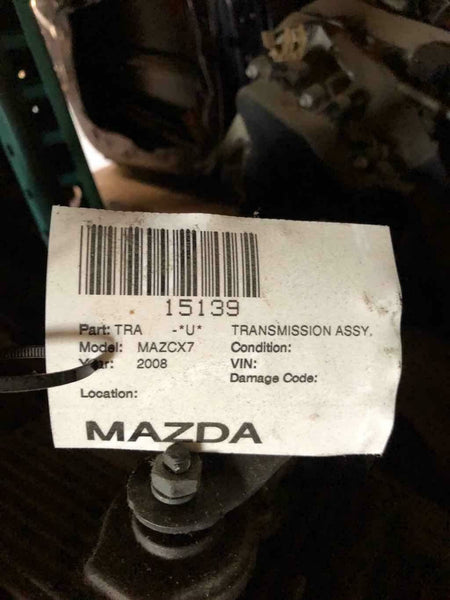 15139
Part: TRA -*U* TRANSMISSION ASSY.
Model: MAZCX7 Condition:
Year: 2008 VIN:
Damage Code:
Location:
MAZDA